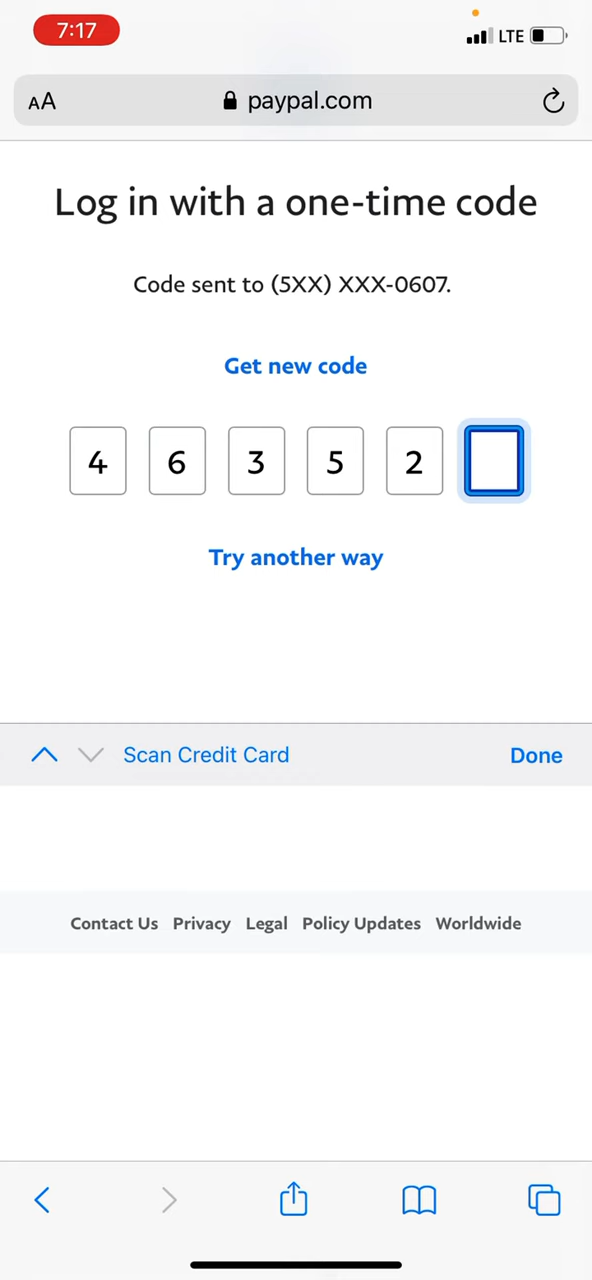 7:17
LTE
AA paypal.com
Log in with a one-time code
Code sent to (5XX) XXX-0607.
Get new code
4 6 3 5 2
Try another way
Scan Credit Card Done
Contact Us Privacy Legal Policy Updates Worldwide